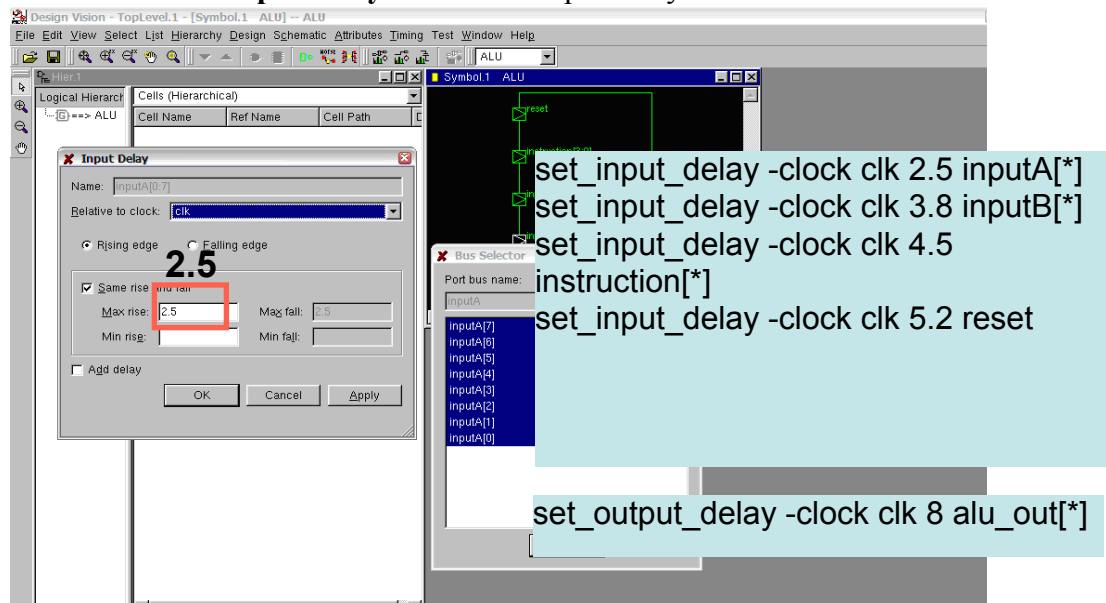 Design Vision - TopLevel.1 - [Symbol.1 ALU] -- ALU
File Edit View Select List Hierarchy Design Schematic Attributes Timing Test Window Help
ALU
Hier.1
Logical Hierarch
Cells (Hierarchical)
==> ALU
Cell Name Ref Name Cell Path
Symbol.1 ALU
reset
Input Delay
Name: inputA[0:7]
Relative to clock: clk
Rising edge Falling edge
2.5
Same rise and fall
Max rise: 2.5 Max fall: 2.5
Min rise: Min fall:
Add delay
OK Cancel Apply
Bus Selector
Port bus name:
inputA
inputA[7]
inputA[6]
inputA[5]
inputA[4]
inputA[3]
inputA[2]
inputA[1]
inputA[0]
set_input_delay -clock clk 2.5 inputA[*]
set_input_delay -clock clk 3.8 inputB[*]
set_input_delay -clock clk 4.5
instruction[*]
set_input_delay -clock clk 5.2 reset
set_output_delay -clock clk 8 alu_out[*]